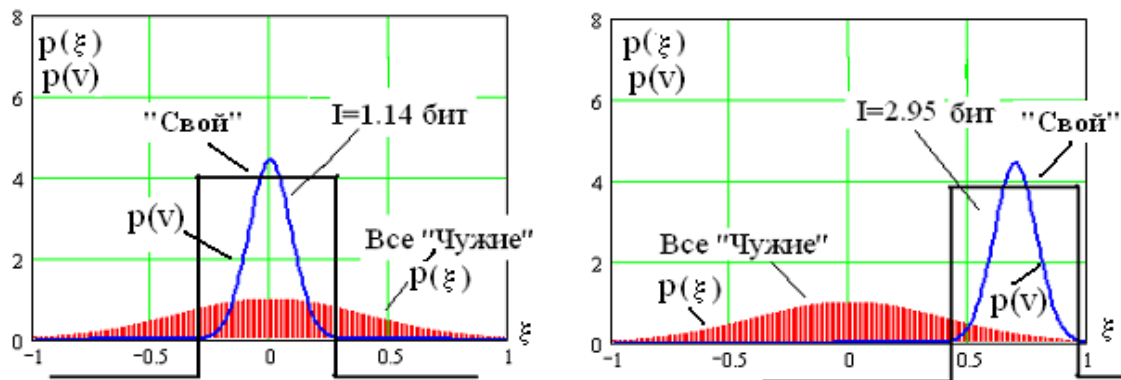 8
p(ξ)
p(v)
6
"Свой"
I=1.14 бит
4
p(v)
Все "Чужие"
2
p(ξ)
0
-1
-0.5
0
0.5
1
ξ
8
p(ξ)
p(v)
6
I=2.95 бит
"Свой"
4
Все "Чужие"
2
p(ξ)
p(v)
0
-1
-0.5
0
0.5
1
ξ